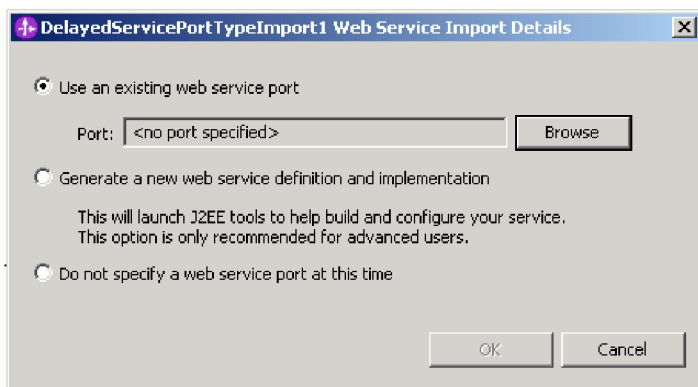 DelayedServicePortTypeImport1 Web Service Import Details
Use an existing web service port
Port: <no port specified> Browse
Generate a new web service definition and implementation
This will launch J2EE tools to help build and configure your service.
This option is only recommended for advanced users.
Do not specify a web service port at this time
OK Cancel